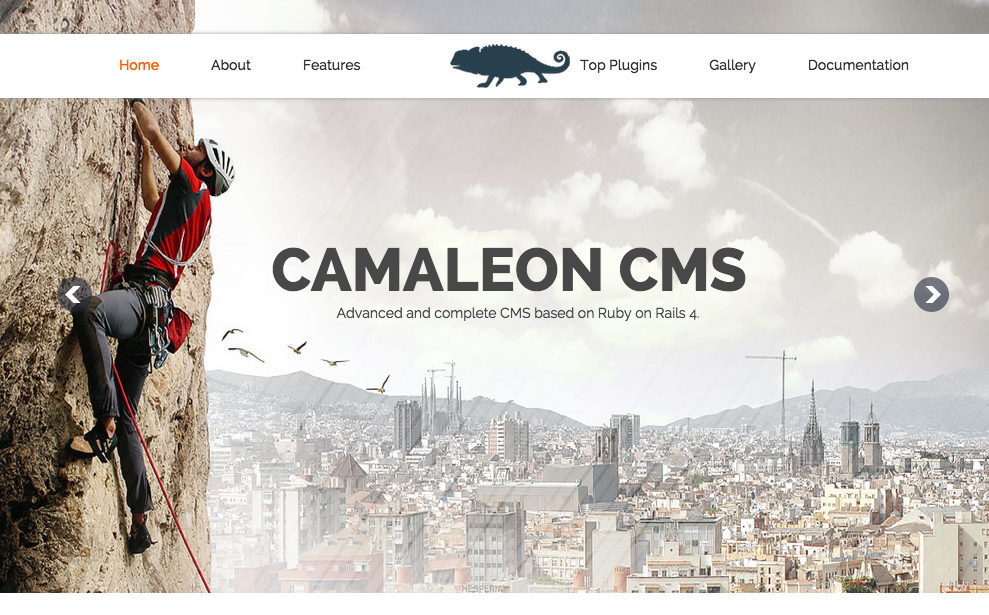 Home About Features Top Plugins Gallery Documentation
CAMALEON CMS
Advanced and complete CMS based on Ruby on Rails 4.
HESPERIA